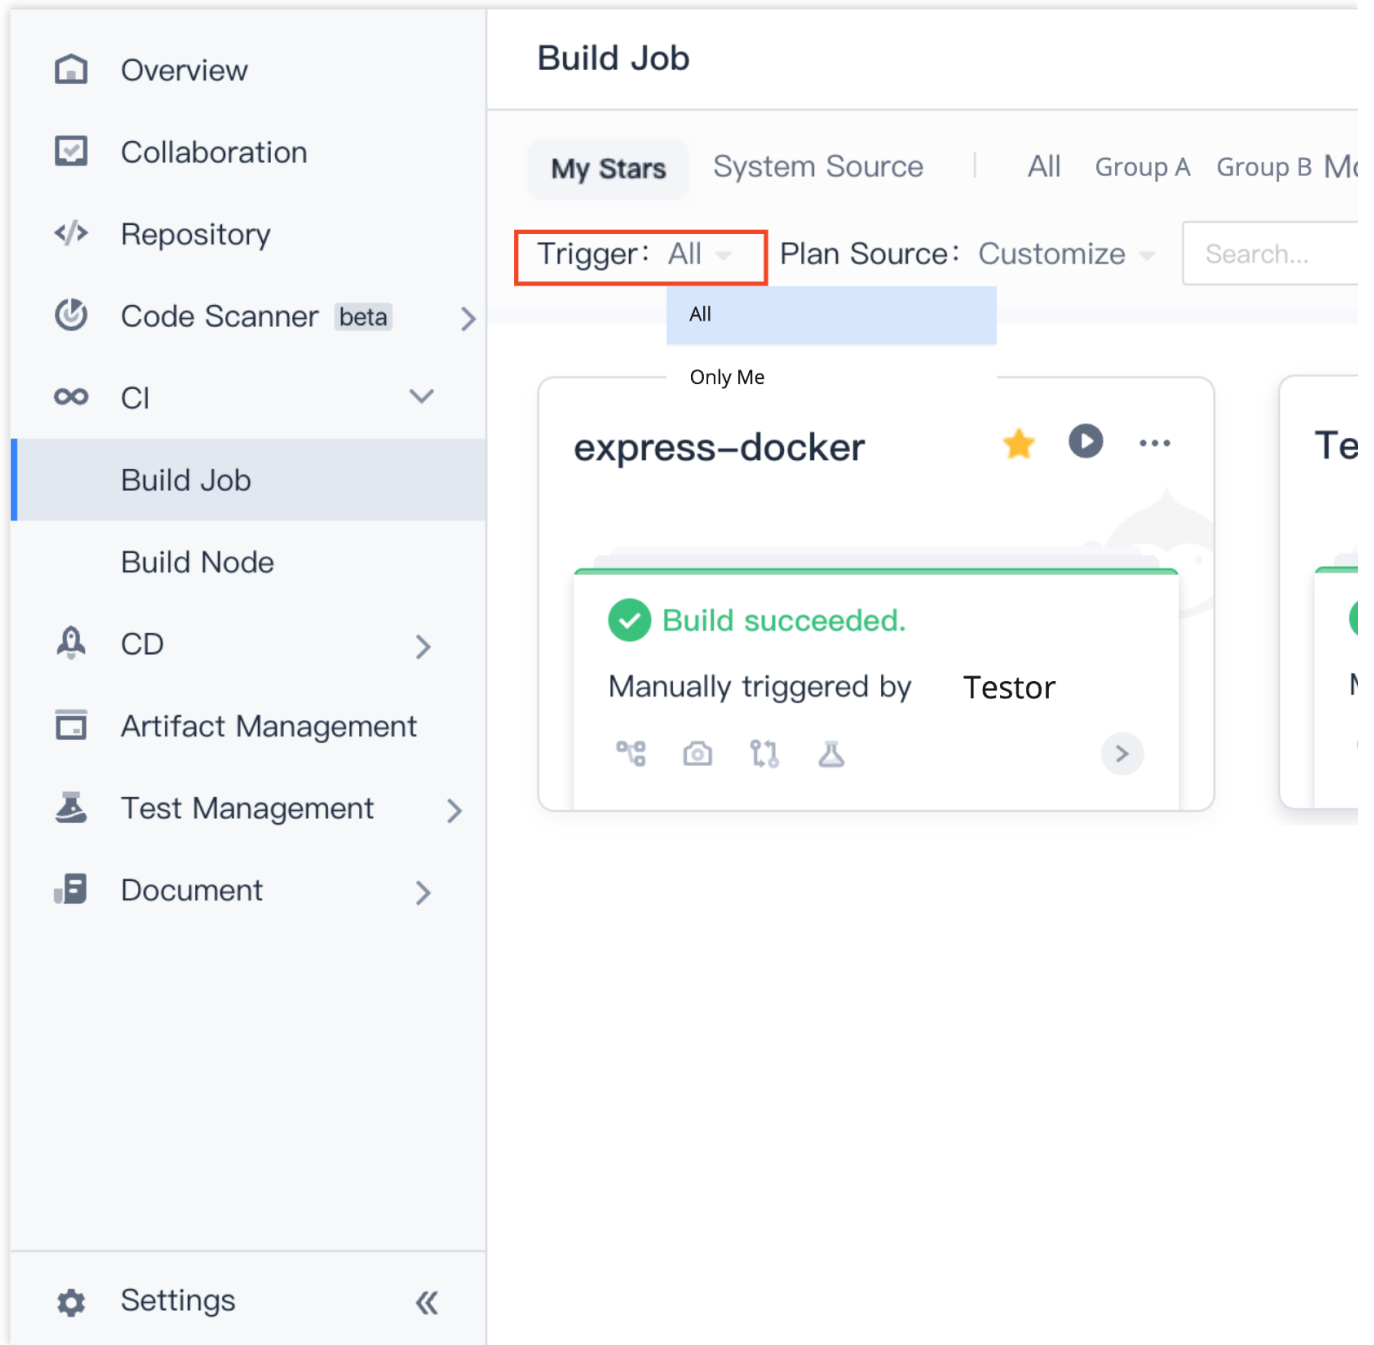 Overview
Collaboration
Repository
Code Scanner beta
CI
Build Job
Build Node
CD
Artifact Management
Test Management
Document
Settings
Build Job
My Stars System Source All Group A Group B
Trigger: All Plan Source: Customize Search...
All
Only Me
express-docker
Build succeeded.
Manually triggered by Testor